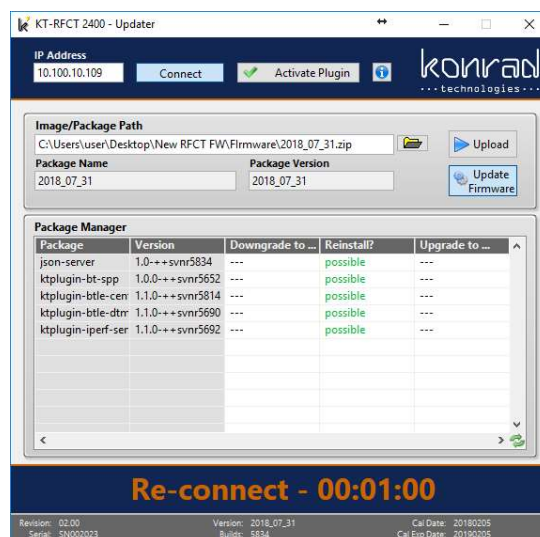 KT-RFCT 2400 - Updater
IP Address
10.100.10.109
Connect
Activate Plugin
konrad
technologies
Image/Package Path
C:\Users\user\Desktop\New RFCT FW\FIrmware\2018_07_31.zip
Upload
Package Name Package Version
2018_07_31 2018_07_31
Update
Firmware
Package Manager
Package Version Downgrade to ... Reinstall? Upgrade to ...
json-server 1.0-++svnr5834 --- possible ---
ktplugin-bt-spp 1.0.0-++svnr5652 --- possible ---
ktplugin-btle-cen 1.1.0-++svnr5814 --- possible ---
ktplugin-btle-dtm 1.1.0-++svnr5690 --- possible ---
ktplugin-iperf-ser 1.1.0-++svnr5692 --- possible ---
Re-connect - 00:01:00
Revision: 02.00 Version: 2018_07_31 Cal Date: 20180205
Serial: SN002023 Builds: 5834 Cal Exp Date: 20190205